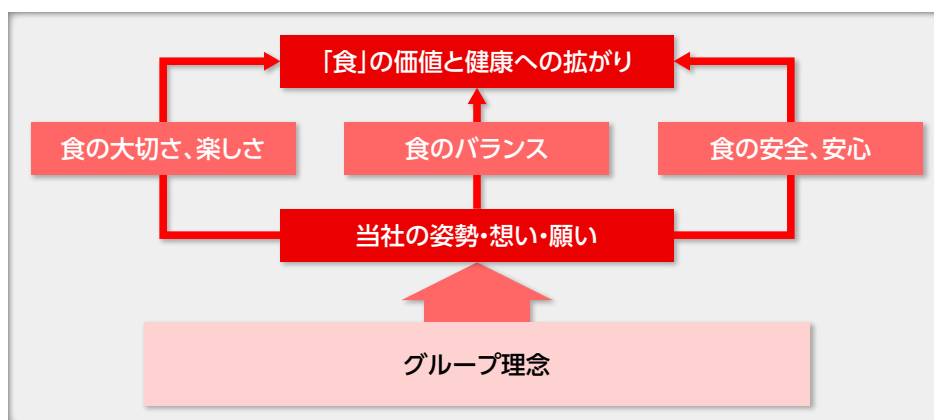 「食」の価値と健康への拡がり
食の大切さ、楽しさ
食のバランス
食の安全、安心
当社の姿勢・想い・願い
グループ理念